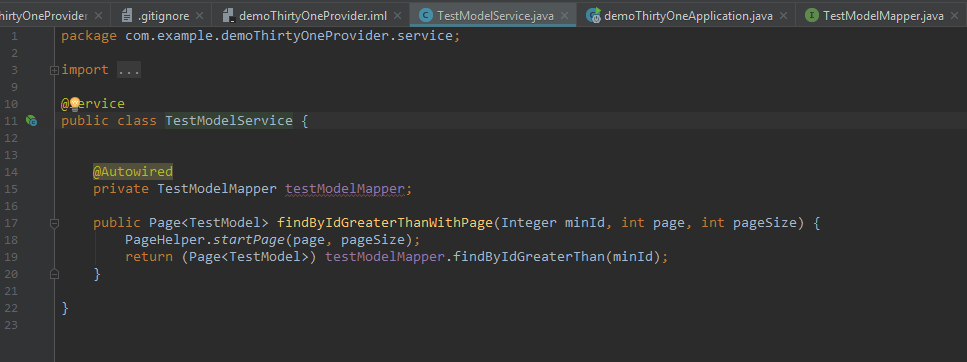 hirtyOneProvider
.gitignore
demoThirtyOneProvider.iml
TestModelService.java
demoThirtyOneApplication.java
TestModelMapper.java
1 package com.example.demoThirtyOneProvider.service;
2
3 import ...
9
10 @Service
11 public class TestModelService {
12
13
14 @Autowired
15 private TestModelMapper testModelMapper;
16
17 public Page<TestModel> findByIdGreaterThanWithPage(Integer minId, int page, int pageSize) {
18 PageHelper.startPage(page, pageSize);
19 return (Page<TestModel>) testModelMapper.findByIdGreaterThan(minId);
20 }
21
22 }
23